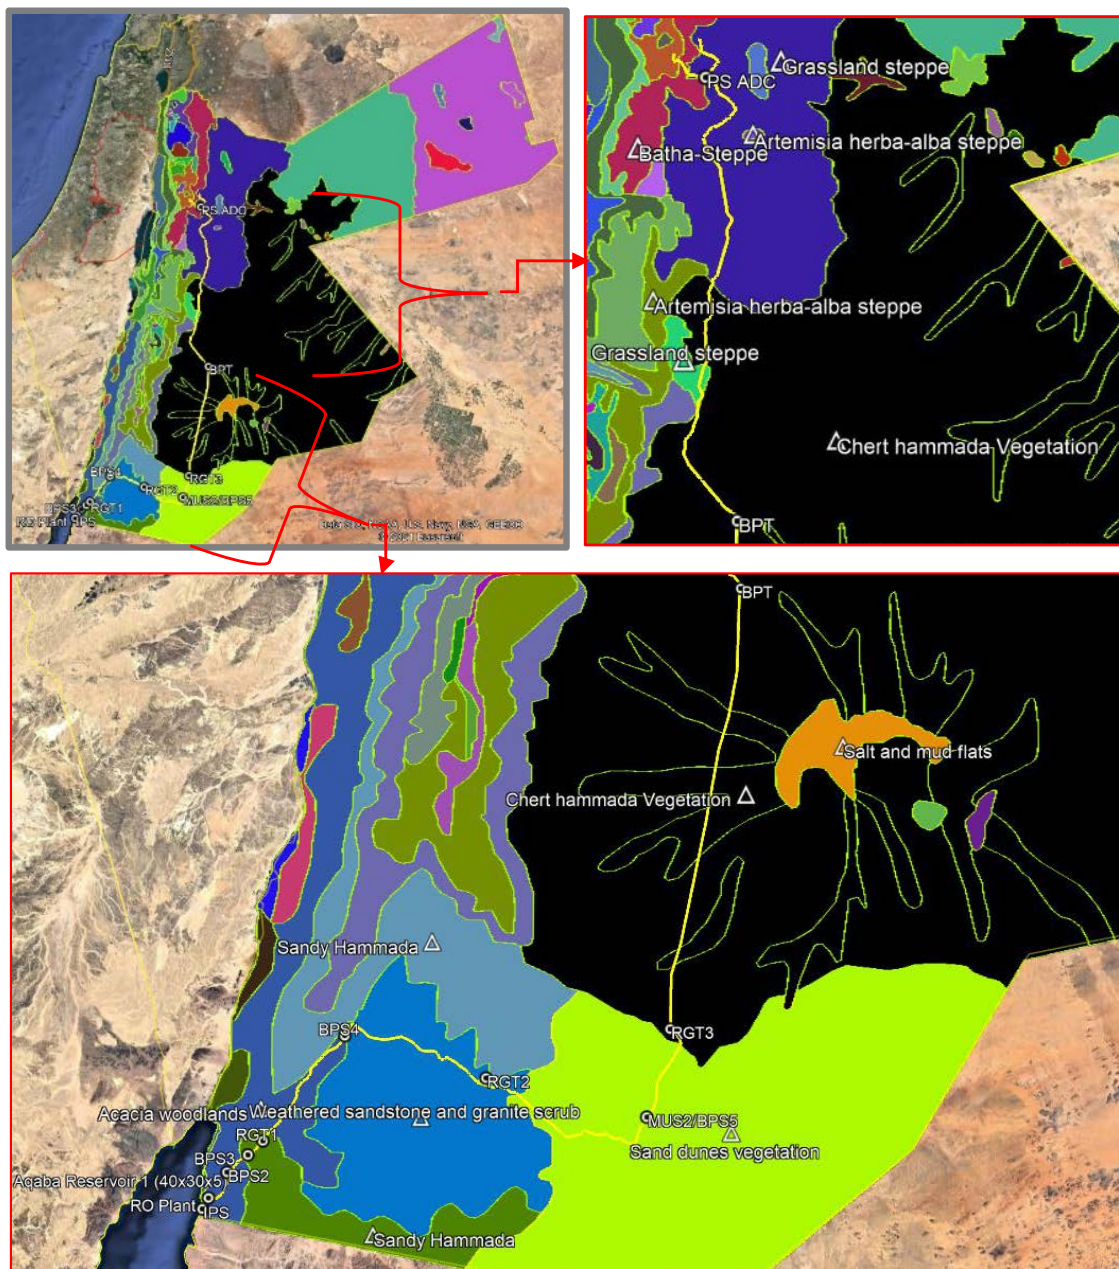 PS ADC
BPT
BPS4
RGT3
RGT2
MUS2/BPS5
BPS3
RGT1
RO Plant
IPS
Grassland steppe
PS ADC
Artemisia herba-alba steppe
Batha-Steppe
Artemisia herba-alba steppe
Grassland steppe
Chert hammada Vegetation
BPT
BPT
Salt and mud flats
Chert hammada Vegetation
Sandy Hammada
BPS4
RGT3
RGT2
Acacia woodlands
Weathered sandstone and granite scrub
MUS2/BPS5
RGT1
Sand dunes vegetation
BPS3
BPS2
Aqaba Reservoir 1 (40x30x5)
RO Plant
IPS
Sandy Hammada